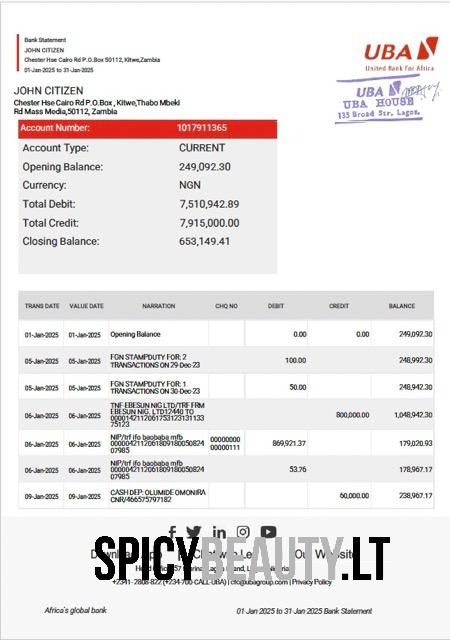 Bank Statement
JOHN CITIZEN
Chester Hse Cairo Rd P.O.Box 50112, Kitwe,Zambia
01-Jan-2025 to 31-Jan-2025
UBA
United Bank for Africa
JOHN CITIZEN
Chester Hse Cairo Rd P.O.Box , Kitwe,Thabo Mbeki
Rd Mass Media,50112, Zambia
UBA
UBA HOUSE
135 Broad Str, Lagos.
Account Number: 1017911365
Account Type: CURRENT
Opening Balance: 249,092.30
Currency: NGN
Total Debit: 7,510,942.89
Total Credit: 7,915,000.00
Closing Balance: 653,149.41
TRANS DATE VALUE DATE NARRATION CHQ NO DEBIT CREDIT BALANCE
01-Jan-2025 01-Jan-2025 Opening Balance 0.00 0.00 249,092.30
05-Jan-2025 05-Jan-2025 FGN STAMPDUTY FOR: 2
TRANSACTIONS ON 29-Dec-23 100.00 248,992.30
05-Jan-2025 05-Jan-2025 FGN STAMPDUTY FOR: 1
TRANSACTIONS ON 30-Dec-23 50.00 248,942.30
06-Jan-2025 06-Jan-2025 TNF-EBESUN NIG LTD/TRF FRM
EBESUN NIG. LTD12440 TO
000014211206175312313113​3
75123 800,000.00 1,048,942.30
06-Jan-2025 06-Jan-2025 NIP/trf ifo baobaba mfb
000004211206180918005082​4
07985 00000000
00000111 869,921.37 179,020.93
06-Jan-2025 06-Jan-2025 NIP/trf ifo baobaba mfb
000004211206180918005082​4
07985 53.76 178,967.17
09-Jan-2025 09-Jan-2025 CASH DEP: OLUMIDE OMONIRA
CNR/466575797182 60,000.00 238,967.17
SPICYBEAUTY.LT
+2341- 2808-822 (+234-700-CALL-UBA) | cfc@ubagroup.com | Privacy Policy
Africa's global bank 01 Jan 2025 to 31 Jan 2025 Bank Statement